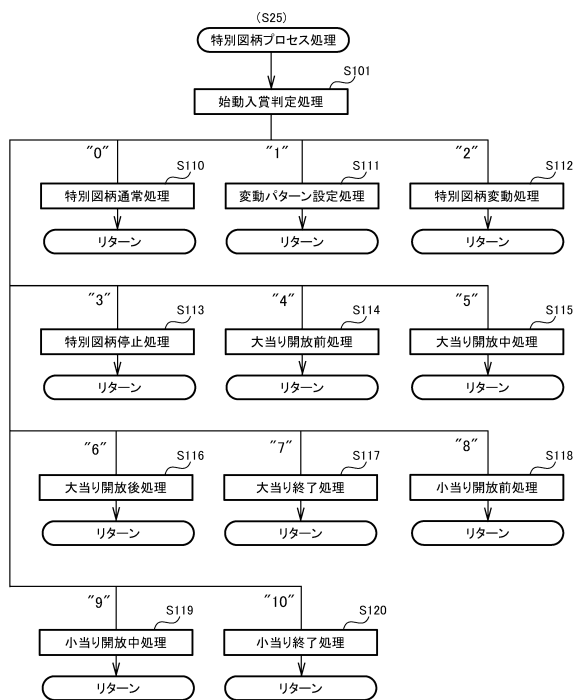 (S25)
特別図柄プロセス処理
S101
始動入賞判定処理
"0"
S110
特別図柄通常処理
リターン
"1"
S111
変動パターン設定処理
リターン
"2"
S112
特別図柄変動処理
リターン
"3"
S113
特別図柄停止処理
リターン
"4"
S114
大当り開放前処理
リターン
"5"
S115
大当り開放中処理
リターン
"6"
S116
大当り開放後処理
リターン
"7"
S117
大当り終了処理
リターン
"8"
S118
小当り開放前処理
リターン
"9"
S119
小当り開放中処理
リターン
"10"
S120
小当り終了処理
リターン